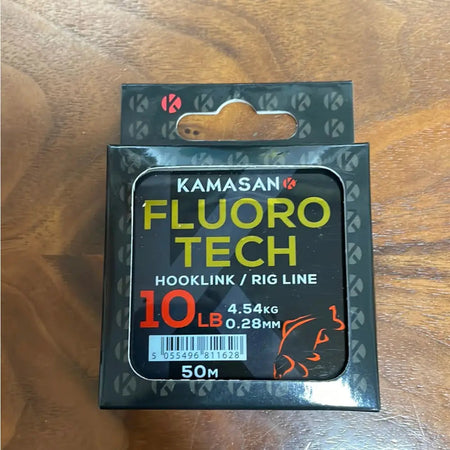 KAMASAN
FLUORO
TECH
HOOKLINK / RIG LINE
10LB 4.54KG
0.28MM
5 055496 811628
50M